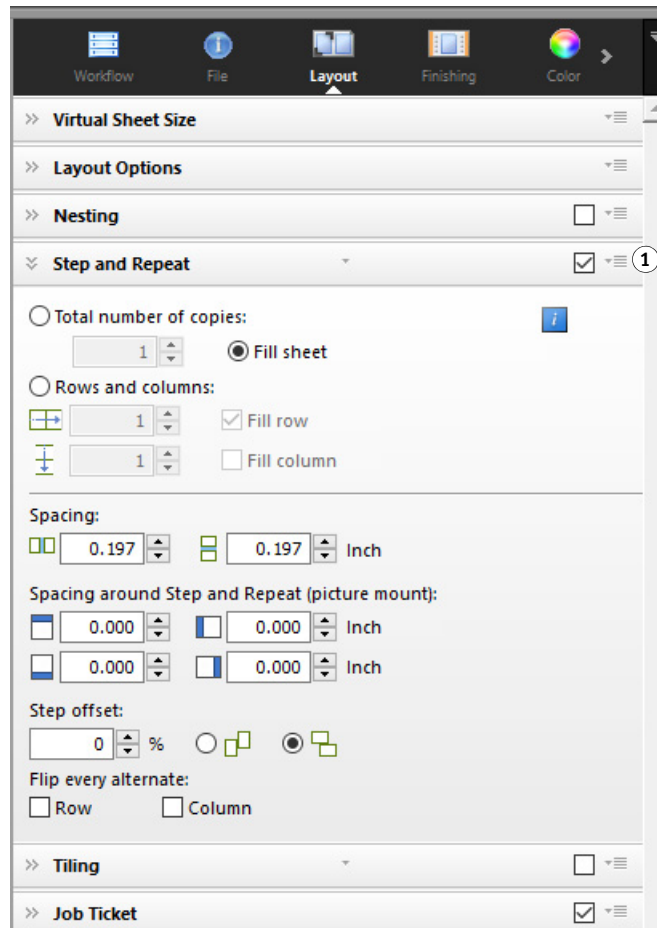 Workflow File Layout Finishing Color
Virtual Sheet Size
Layout Options
Nesting
Step and Repeat 1
Total number of copies: i
1 Fill sheet
Rows and columns:
1 Fill row
1 Fill column
Spacing:
0.197 0.197 Inch
Spacing around Step and Repeat (picture mount):
0.000 0.000 Inch
0.000 0.000 Inch
Step offset:
0 %
Flip every alternate:
Row Column
Tiling
Job Ticket